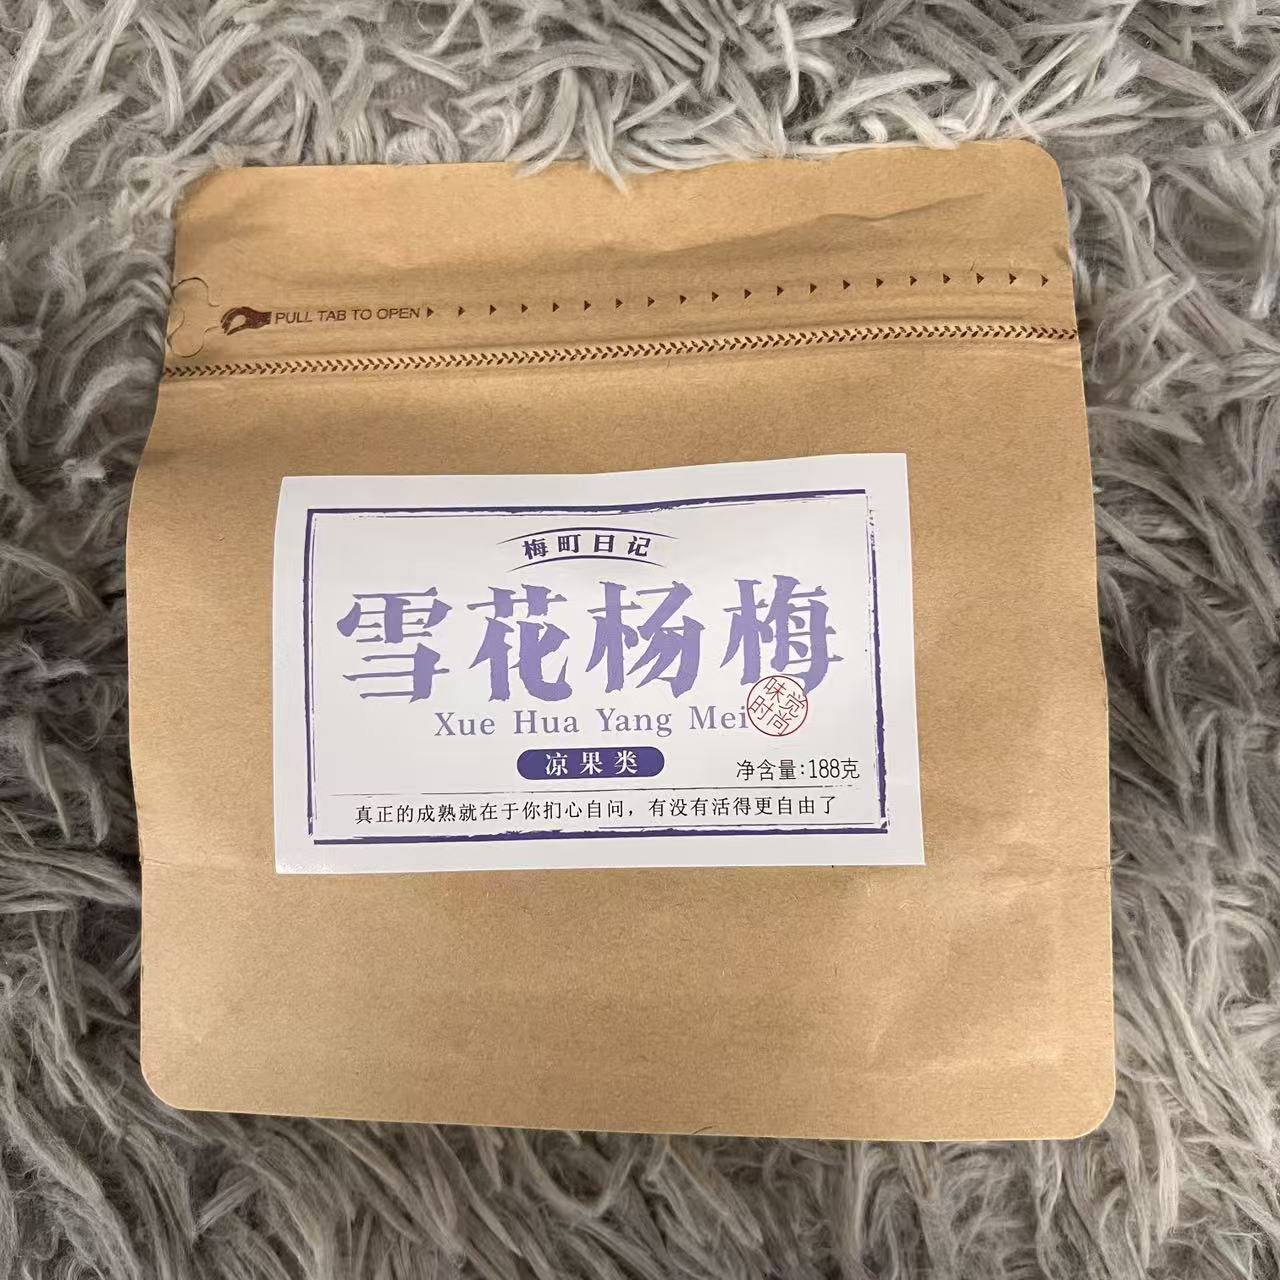 PULL TAB TO OPEN
梅町日记
雪花杨梅
Xue Hua Yang Mei
味觉
时尚
凉果类
净含量:188克
真正的成熟就在于你扪心自问，有没有活得更自由了